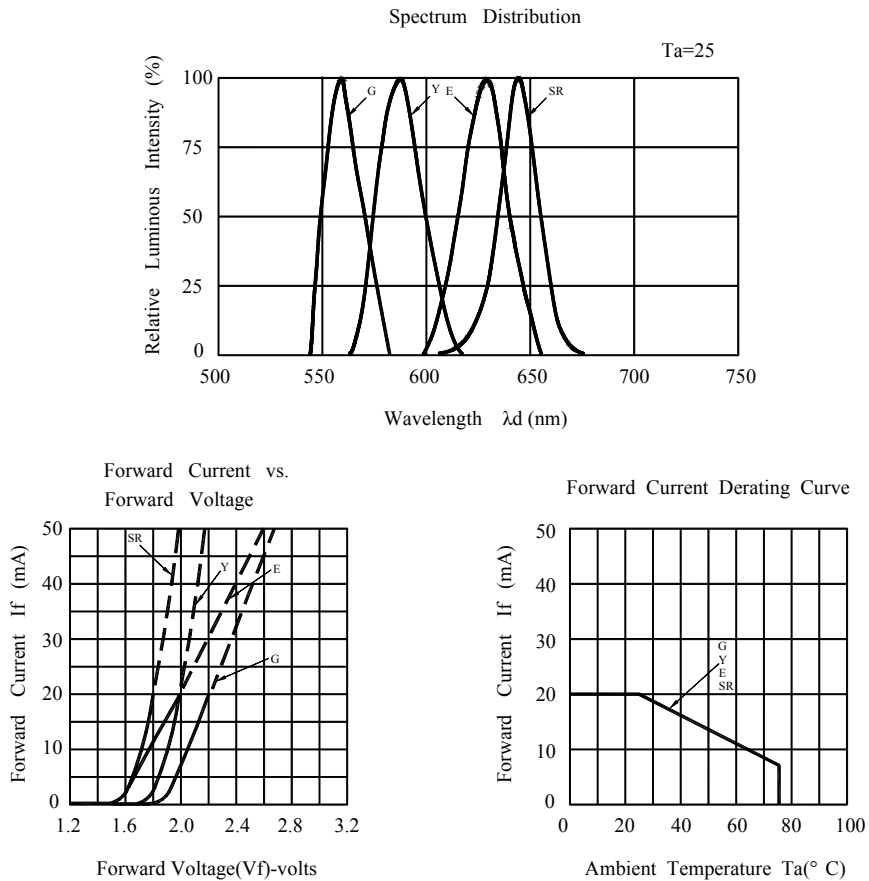 Spectrum Distribution
Ta=25
Relative Luminous Intensity (%)
100
75
50
25
0
G
Y
E
SR
500
550
600
650
700
750
Wavelength λd (nm)
Forward Current vs.
Forward Voltage
Forward Current If (mA)
50
40
30
20
10
0
SR
Y
E
G
1.2
1.6
2.0
2.4
2.8
3.2
Forward Voltage(Vf)-volts
Forward Current Derating Curve
Forward Current If (mA)
50
40
30
20
10
0
G
Y
E
SR
0
20
40
60
80
100
Ambient Temperature Ta(° C)